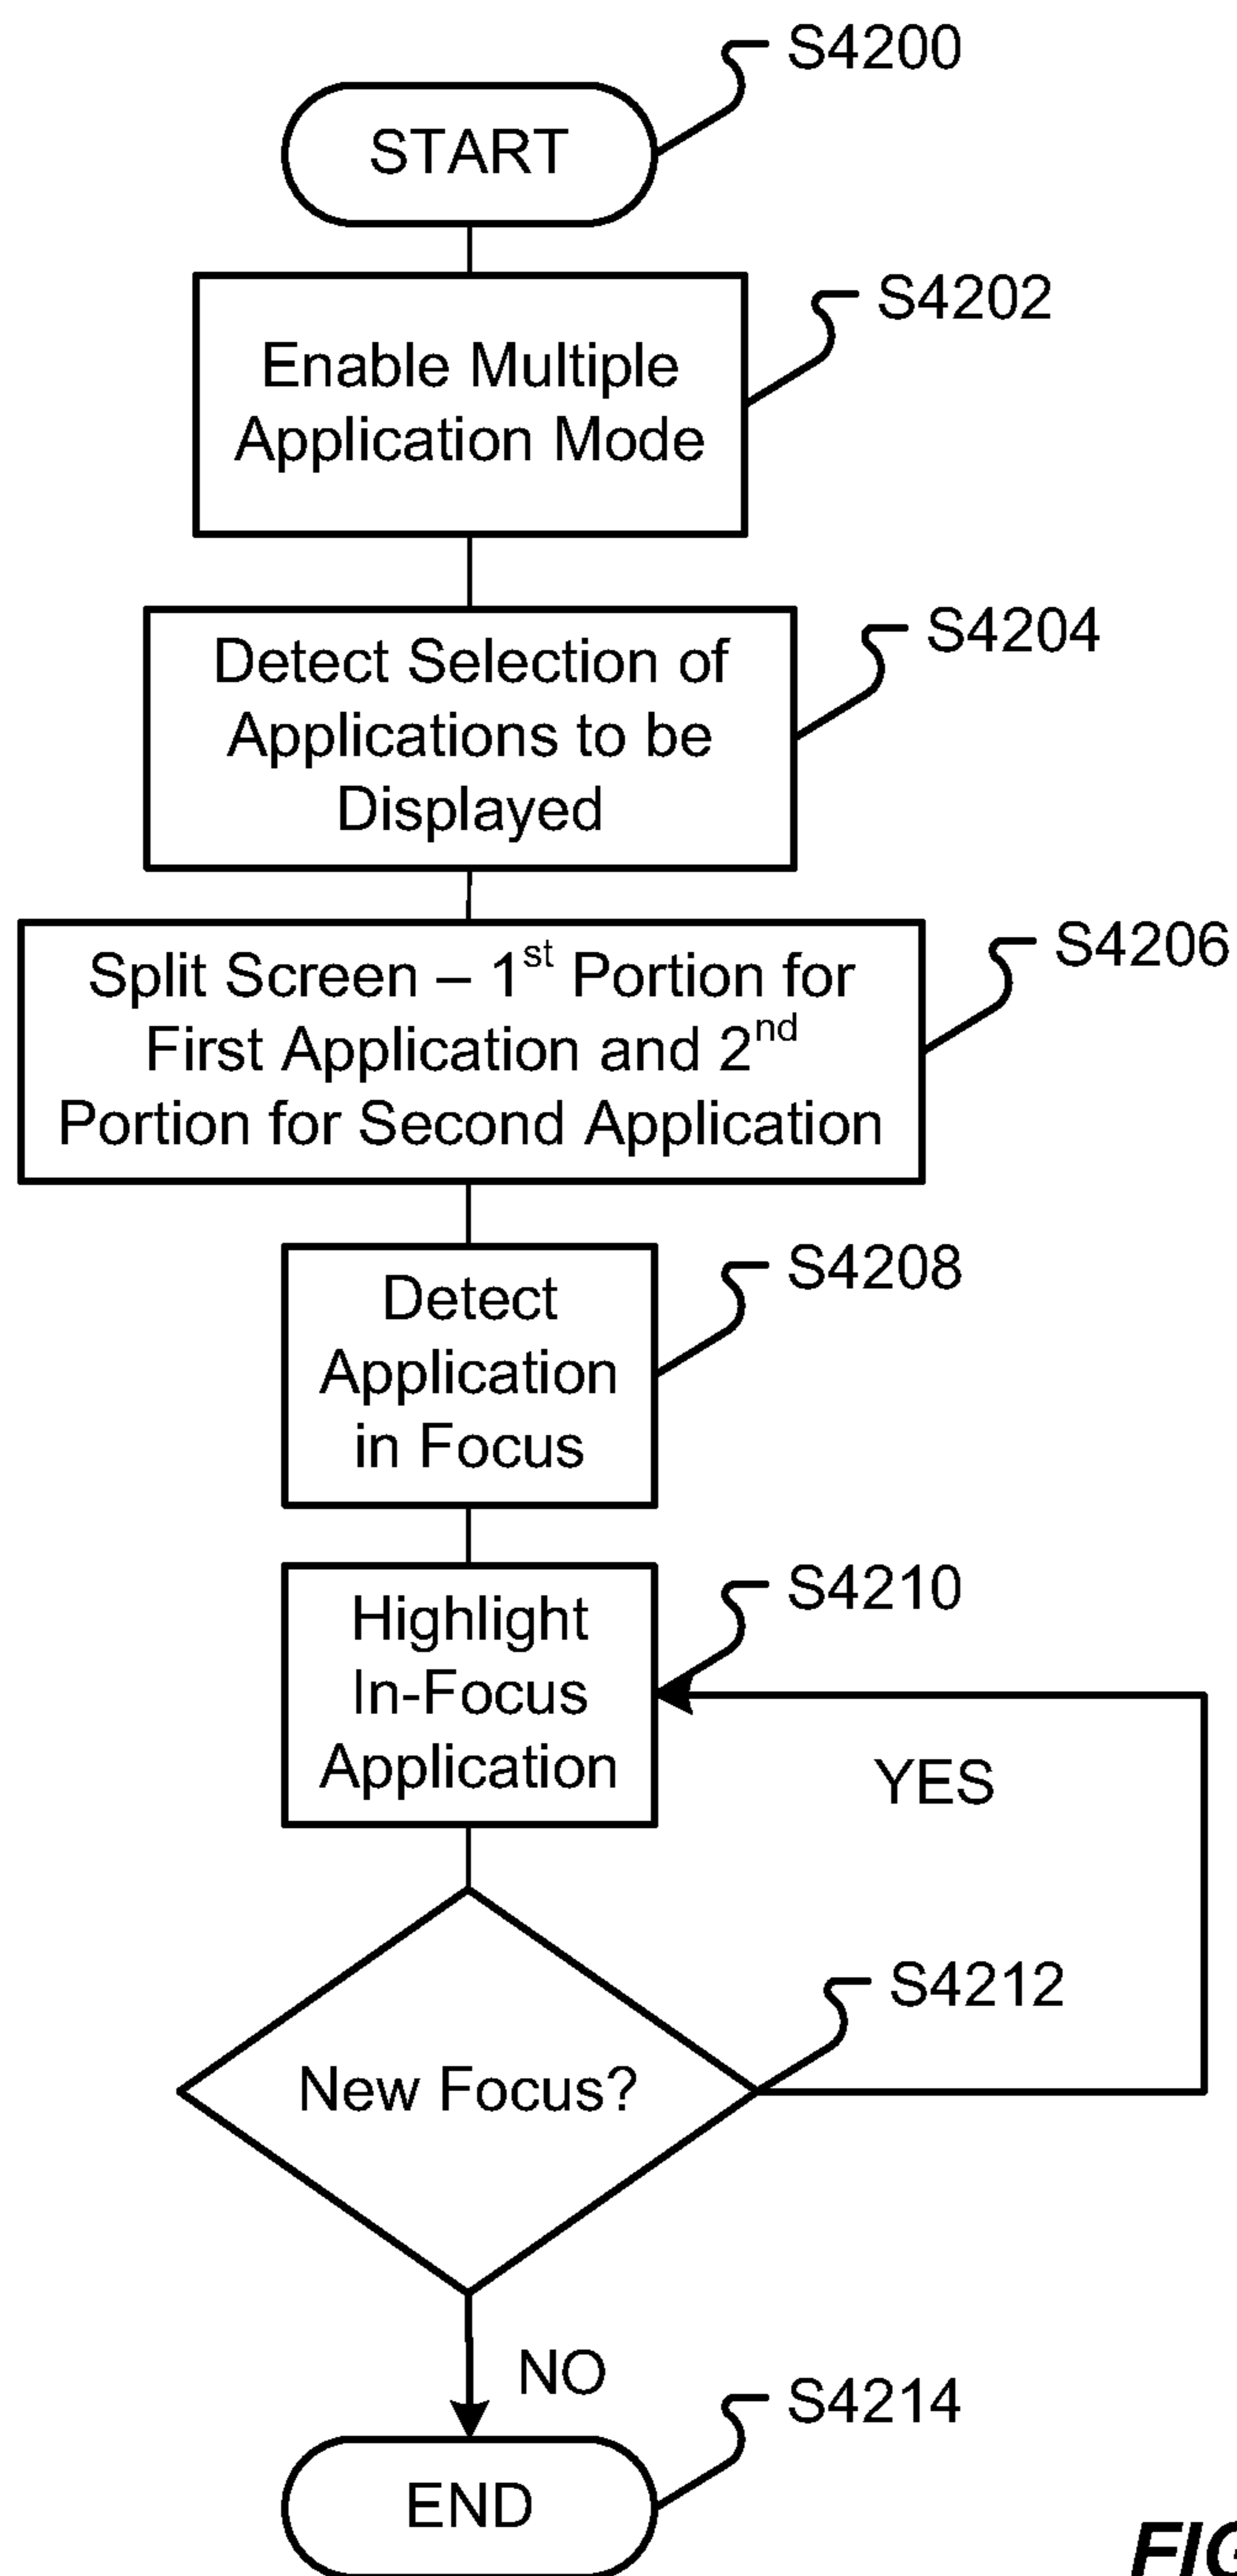 S4200
START
S4202
Enable Multiple
Application Mode
S4204
Detect Selection of
Applications to be
Displayed
S4206
Split Screen – 1st Portion for
First Application and 2nd
Portion for Second Application
S4208
Detect
Application
in Focus
S4210
Highlight
In-Focus
Application
YES
S4212
New Focus?
NO
S4214
END